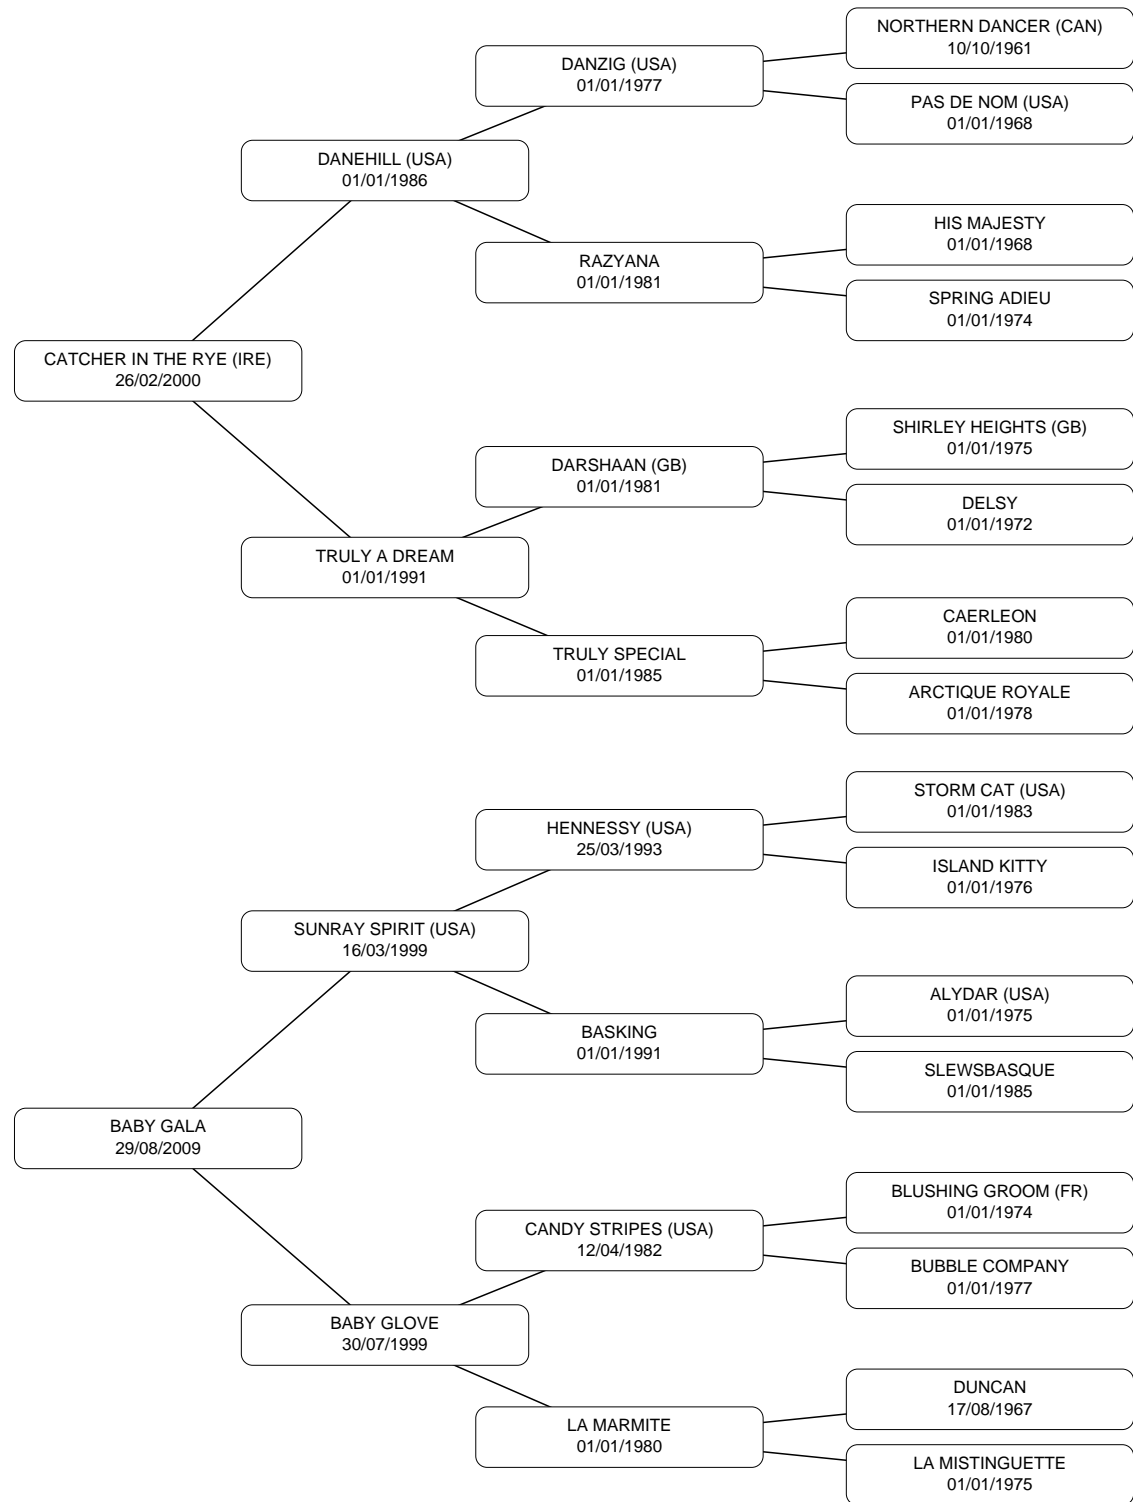 NORTHERN DANCER (CAN)
10/10/1961
DANZIG (USA)
01/01/1977
PAS DE NOM (USA)
01/01/1968
DANEHILL (USA)
01/01/1986
HIS MAJESTY
01/01/1968
RAZYANA
01/01/1981
SPRING ADIEU
01/01/1974
CATCHER IN THE RYE (IRE)
26/02/2000
SHIRLEY HEIGHTS (GB)
01/01/1975
DARSHAAN (GB)
01/01/1981
DELSY
01/01/1972
TRULY A DREAM
01/01/1991
CAERLEON
01/01/1980
TRULY SPECIAL
01/01/1985
ARCTIQUE ROYALE
01/01/1978
STORM CAT (USA)
01/01/1983
HENNESSY (USA)
25/03/1993
ISLAND KITTY
01/01/1976
SUNRAY SPIRIT (USA)
16/03/1999
ALYDAR (USA)
01/01/1975
BASKING
01/01/1991
SLEWSBASQUE
01/01/1985
BABY GALA
29/08/2009
BLUSHING GROOM (FR)
01/01/1974
CANDY STRIPES (USA)
12/04/1982
BUBBLE COMPANY
01/01/1977
BABY GLOVE
30/07/1999
DUNCAN
17/08/1967
LA MARMITE
01/01/1980
LA MISTINGUETTE
01/01/1975